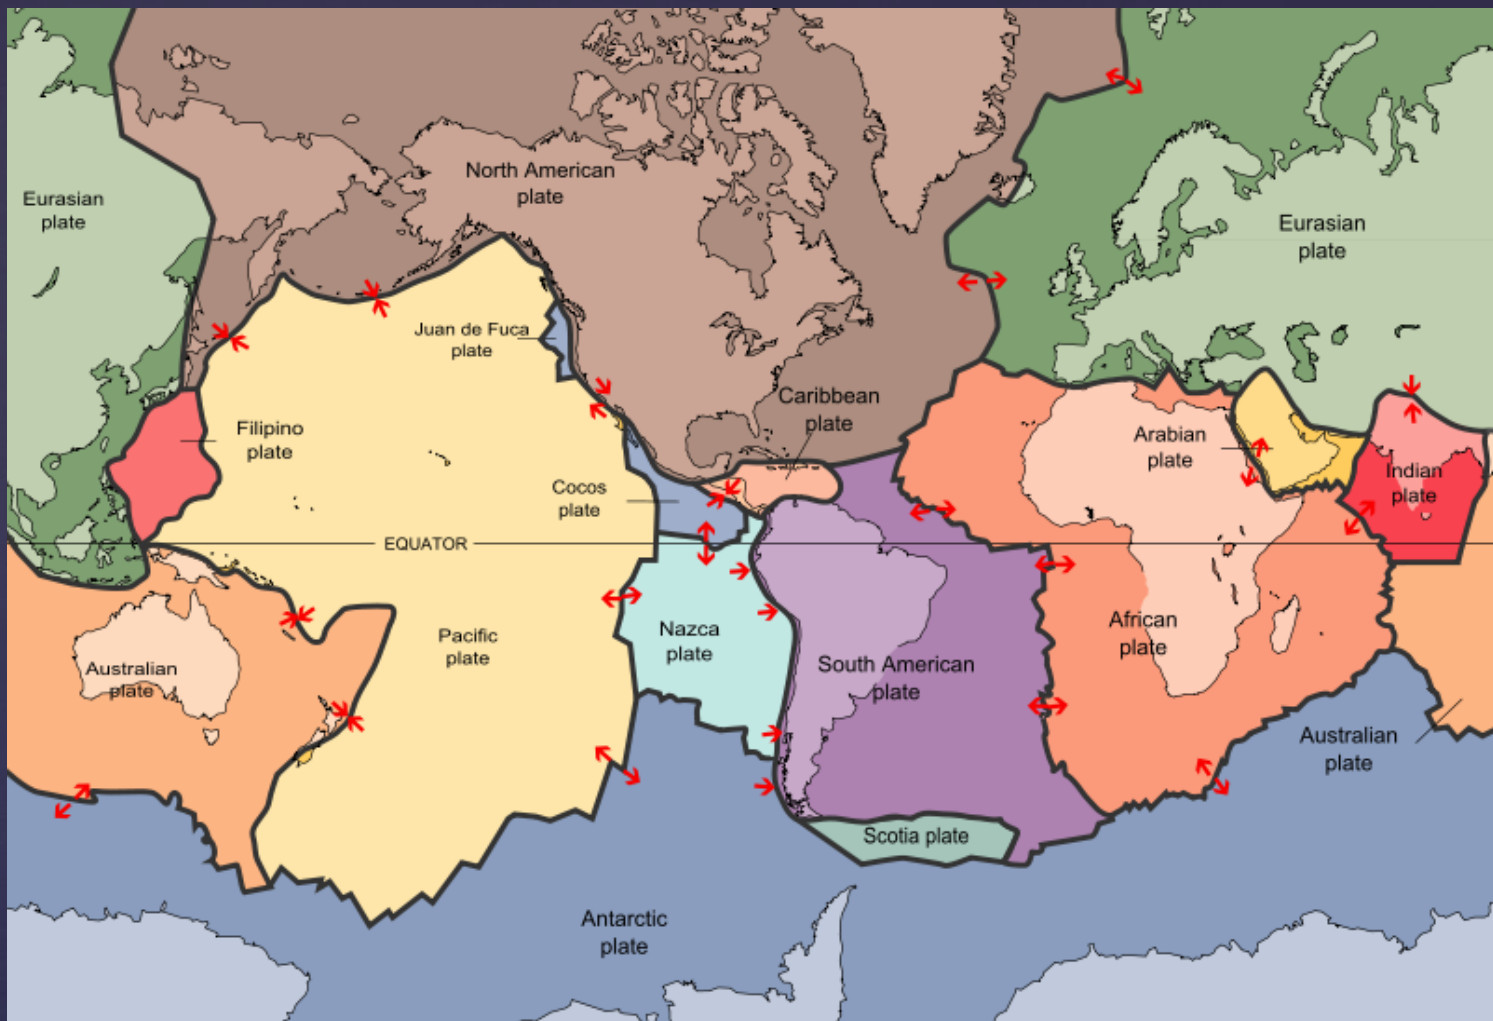 North American
plate
Eurasian
plate
Eurasian
plate
Juan de Fuca
plate
Caribbean
plate
Filipino
plate
Arabian
plate
Indian
plate
Cocos
plate
EQUATOR
Nazca
plate
African
plate
Pacific
plate
Australian
plate
South American
plate
Australian
plate
Scotia plate
Antarctic
plate